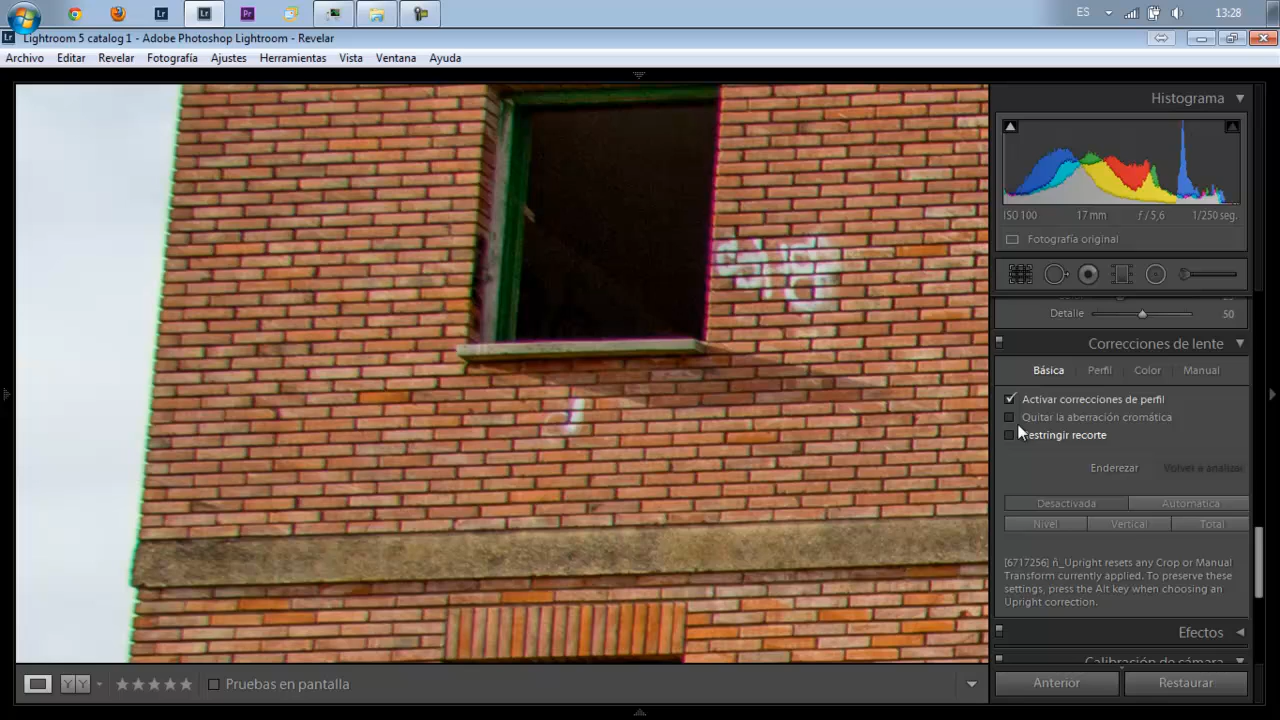 ES
13:28
Lightroom 5 catalog1 - Adobe Photoshop Lightroom - Revelar
Archivo Editar Revelar Fotografía Ajustes Herramientas Vista Ventana Ayuda
Histograma
ISO 100 17 mm ƒ / 5,6 1/250 seg.
Fotografía original
Detalle 50
Correcciones de lente
Básica Perfil Color Manual
Activar correcciones de perfil
Quitar la aberración cromática
Restringir recorte
Enderezar Volver a analizar
Desactivada Automática
Nivel Vertical Total
[6717256] ñ_Upright resets any Crop or Manual
Transform currently applied. To preserve these
settings, press the Alt key when choosing an
Upright correction.
Efectos
Calibración de cámara
Pruebas en pantalla
Anterior Restaurar